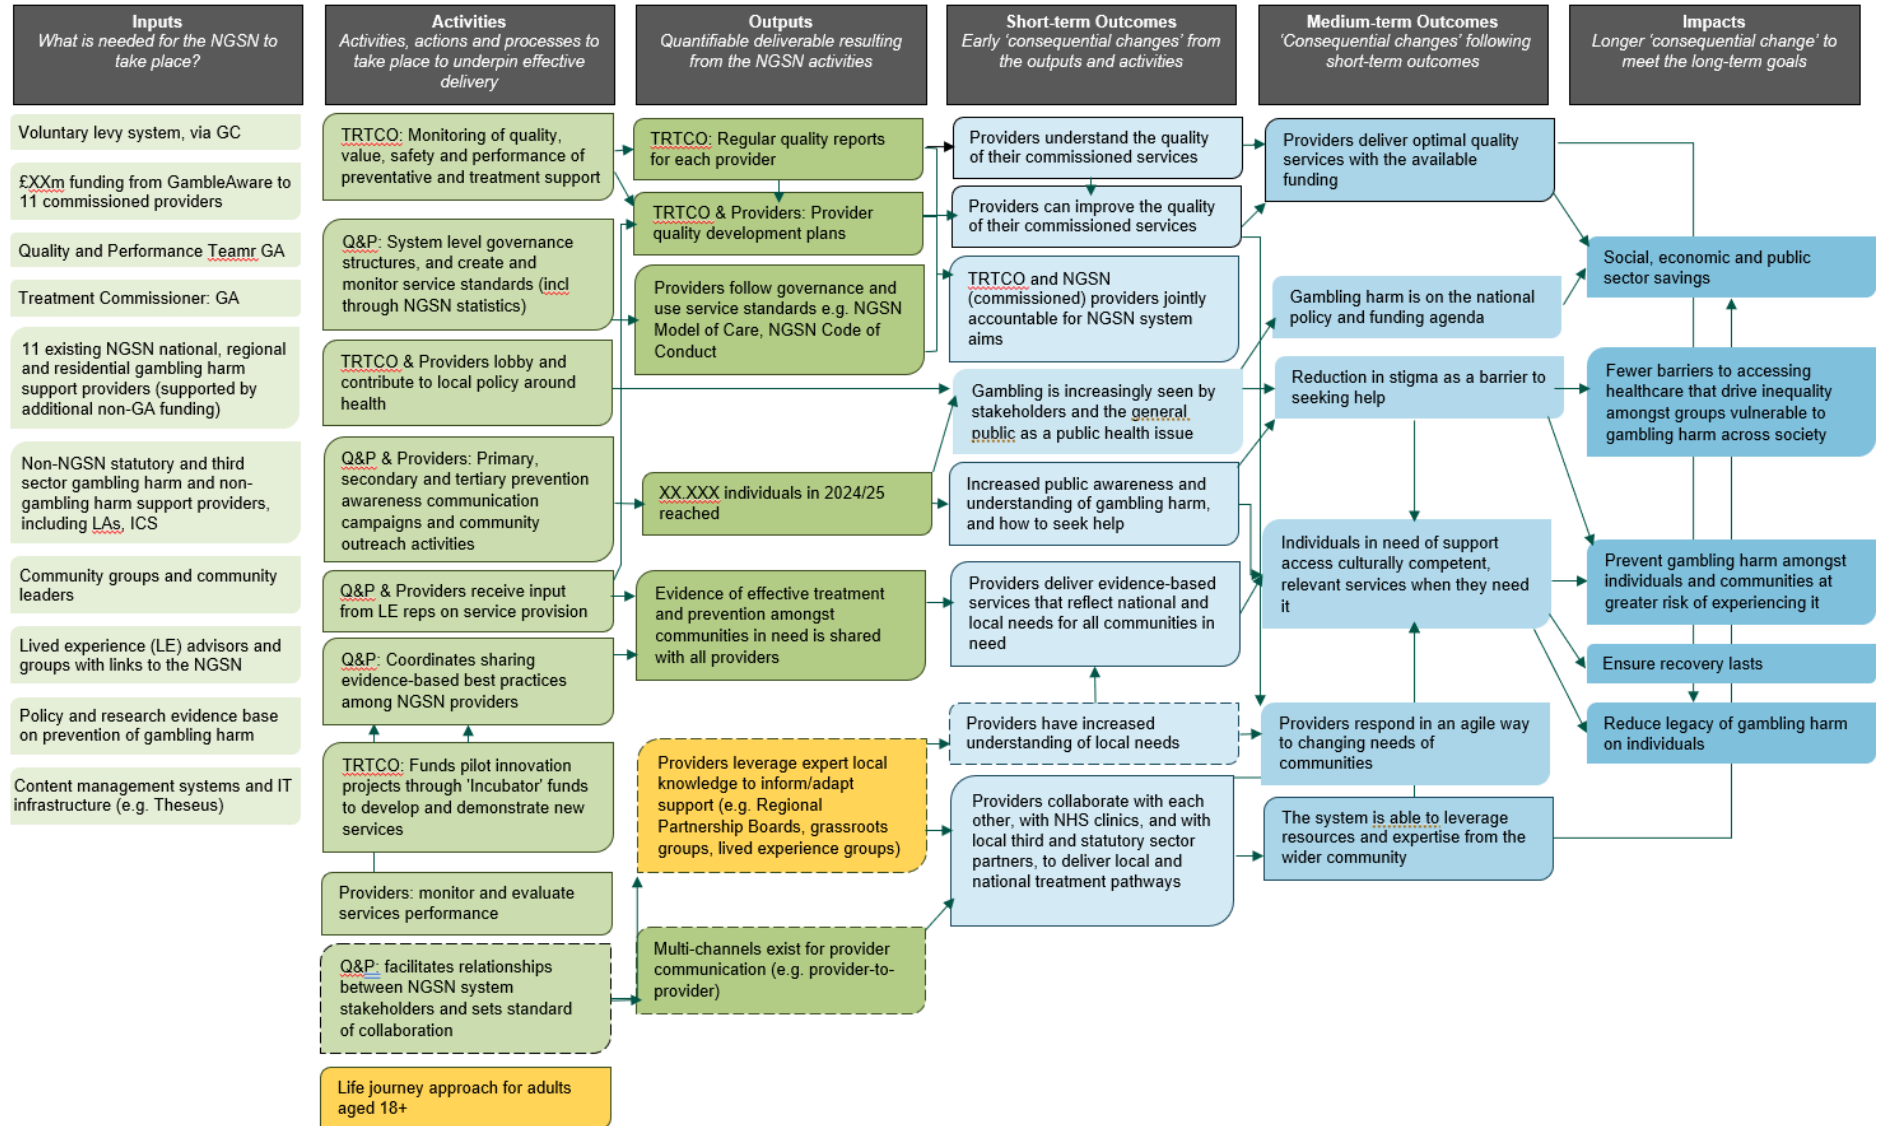 Inputs
What is needed for the NGSN to
take place?
Voluntary levy system, via GC
£XXm funding from GambleAware to
11 commissioned providers
Quality and Performance Teamr GA
Treatment Commissioner: GA
11 existing NGSN national, regional
and residential gambling harm
support providers (supported by
additional non-GA funding)
Non-NGSN statutory and third
sector gambling harm and non-
gambling harm support providers,
including LAs, ICS
Community groups and community
leaders
Lived experience (LE) advisors and
groups with links to the NGSN
Policy and research evidence base
on prevention of gambling harm
Content management systems and IT
infrastructure (e.g. Theseus)
Activities
Activities, actions and processes to
take place to underpin effective
delivery
TRTCO: Monitoring of quality,
value, safety and performance of
preventative and treatment support
Q&P: System level governance
structures, and create and
monitor service standards (incl
through NGSN statistics)
TRTCO & Providers lobby and
contribute to local policy around
health
Q&P & Providers: Primary,
secondary and tertiary prevention
awareness communication
campaigns and community
outreach activities
Q&P & Providers receive input
from LE reps on service provision
Q&P: Coordinates sharing
evidence-based best practices
among NGSN providers
TRTCO: Funds pilot innovation
projects through 'Incubator' funds
to develop and demonstrate new
services
Providers: monitor and evaluate
services performance
Q&P: facilitates relationships
between NGSN system
stakeholders and sets standard
of collaboration
Life journey approach for adults
aged 18+
Outputs
Quantifiable deliverable resulting
from the NGSN activities
TRTCO: Regular quality reports
for each provider
TRTCO & Providers: Provider
quality development plans
Providers follow governance and
use service standards e.g. NGSN
Model of Care, NGSN Code of
Conduct
XX.XXX individuals in 2024/25
reached
Evidence of effective treatment
and prevention amongst
communities in need is shared
with all providers
Providers leverage expert local
knowledge to inform/adapt
support (e.g. Regional
Partnership Boards, grassroots
groups, lived experience groups)
Multi-channels exist for provider
communication (e.g. provider-to-
provider)
Short-term Outcomes
Early ‘consequential changes’ from
the outputs and activities
Providers understand the quality
of their commissioned services
Providers can improve the quality
of their commissioned services
TRTCO and NGSN
(commissioned) providers jointly
accountable for NGSN system
aims
Gambling is increasingly seen by
stakeholders and the general
public as a public health issue
Increased public awareness and
understanding of gambling harm,
and how to seek help
Providers deliver evidence-based
services that reflect national and
local needs for all communities in
need
Providers have increased
understanding of local needs
Providers collaborate with each
other, with NHS clinics, and with
local third and statutory sector
partners, to deliver local and
national treatment pathways
Medium-term Outcomes
‘Consequential changes’ following
short-term outcomes
Providers deliver optimal quality
services with the available
funding
Gambling harm is on the national
policy and funding agenda
Reduction in stigma as a barrier to
seeking help
Individuals in need of support
access culturally competent,
relevant services when they need
it
Providers respond in an agile way
to changing needs of
communities
The system is able to leverage
resources and expertise from the
wider community
Impacts
Longer ‘consequential change’ to
meet the long-term goals
Social, economic and public
sector savings
Fewer barriers to accessing
healthcare that drive inequality
amongst groups vulnerable to
gambling harm across society
Prevent gambling harm amongst
individuals and communities at
greater risk of experiencing it
Ensure recovery lasts
Reduce legacy of gambling harm
on individuals